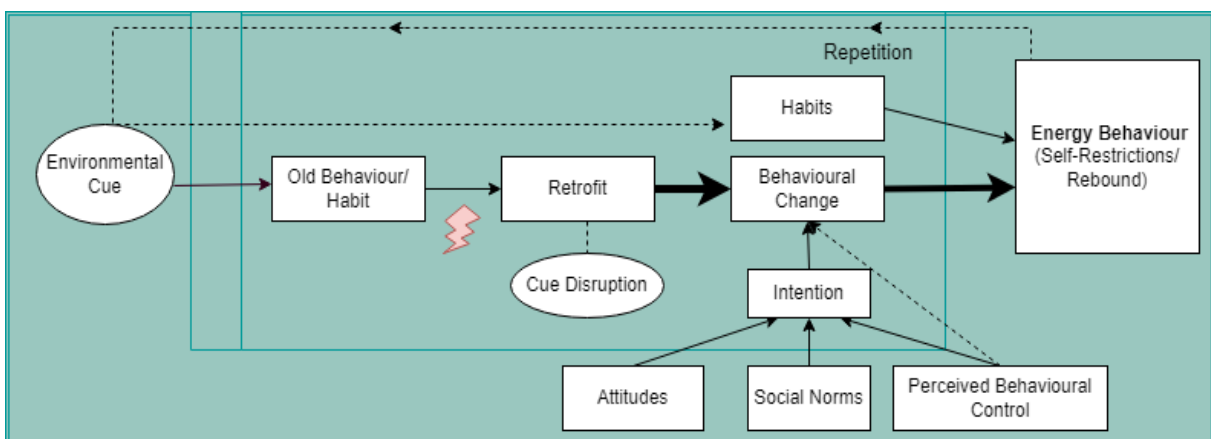 Repetition
Habits
Energy Behaviour
(Self-Restrictions/
Rebound)
Environmental
Cue
Old Behaviour/
Habit
Retrofit
Behavioural
Change
Cue Disruption
Intention
Attitudes
Social Norms
Perceived Behavioural
Control